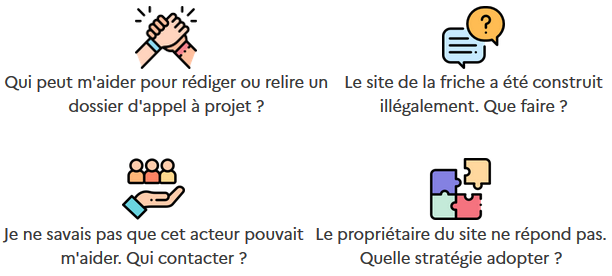 Qui peut m'aider pour rédiger ou relire un
dossier d'appel à projet ?
Le site de la friche a été construit
illégalement. Que faire ?
Je ne savais pas que cet acteur pouvait
m'aider. Qui contacter ?
Le propriétaire du site ne répond pas.
Quelle stratégie adopter ?